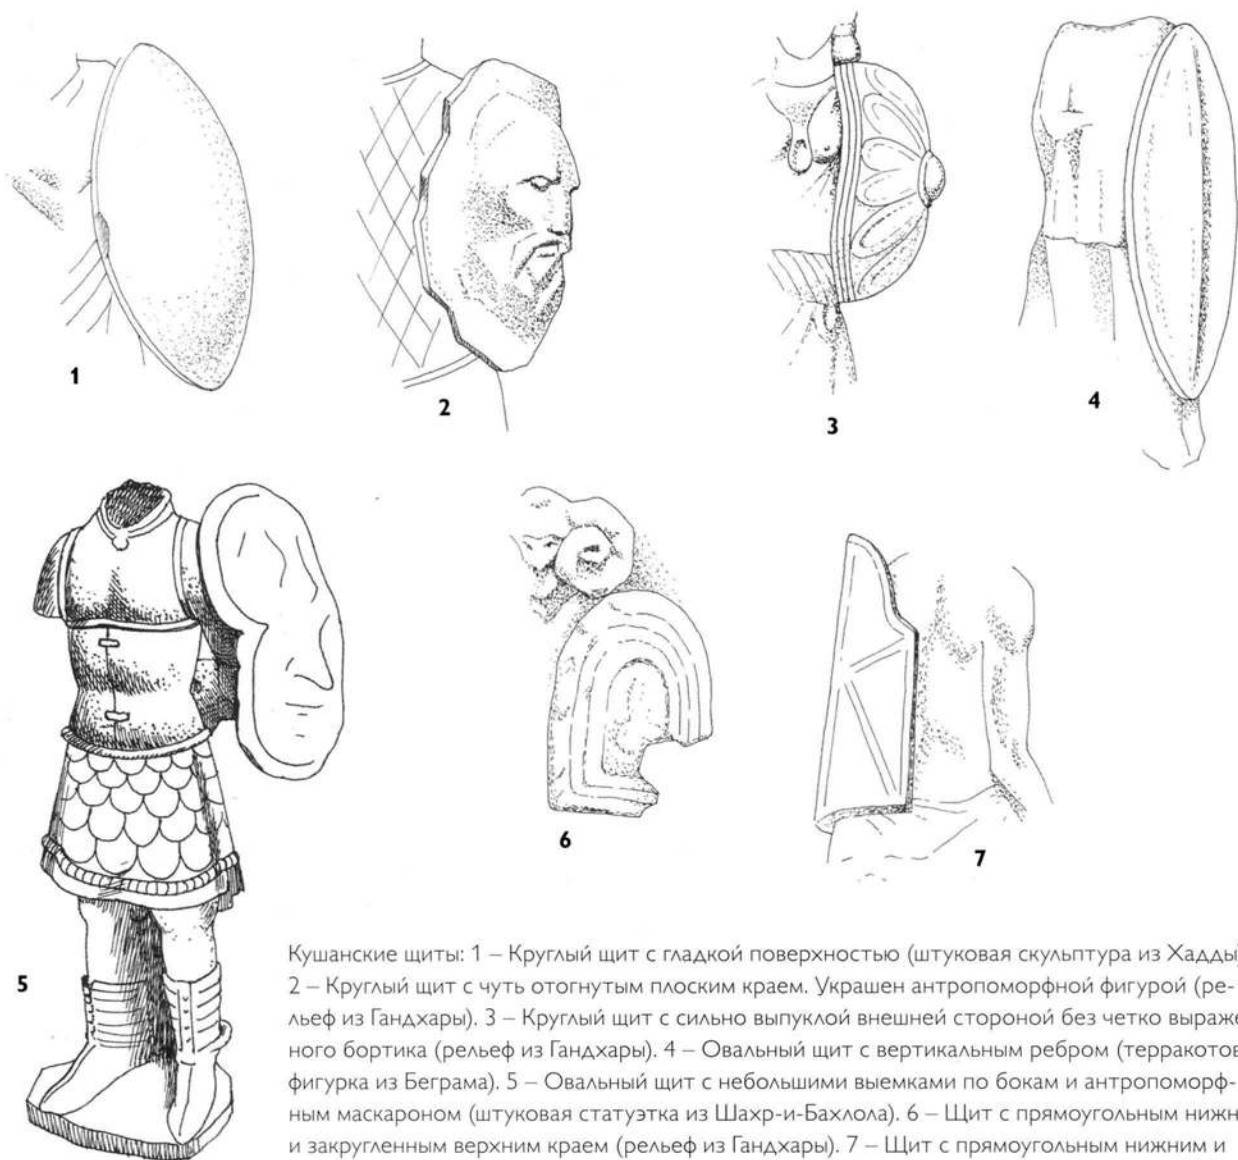 1
2
3
4
5
6
7
Кушанские щиты: 1 – Круглый щит с гладкой поверхностью (штуковая скульптура из Хадды)
2 – Круглый щит с чуть отогнутым плоским краем. Украшен антропоморфной фигурой (ре-
льеф из Гандхары). 3 – Круглый щит с сильно выпуклой внешней стороной без четко выраже
ного бортика (рельеф из Гандхары). 4 – Овальный щит с вертикальным ребром (терракотов
фигурка из Беграма). 5 – Овальный щит с небольшими выемками по бокам и антропоморф-
ным маскароном (штуковая статуэтка из Шахр-и-Бахлола). 6 – Щит с прямоугольным нижн
и закругленным верхним краем (рельеф из Гандхары). 7 – Щит с прямоугольным нижним и